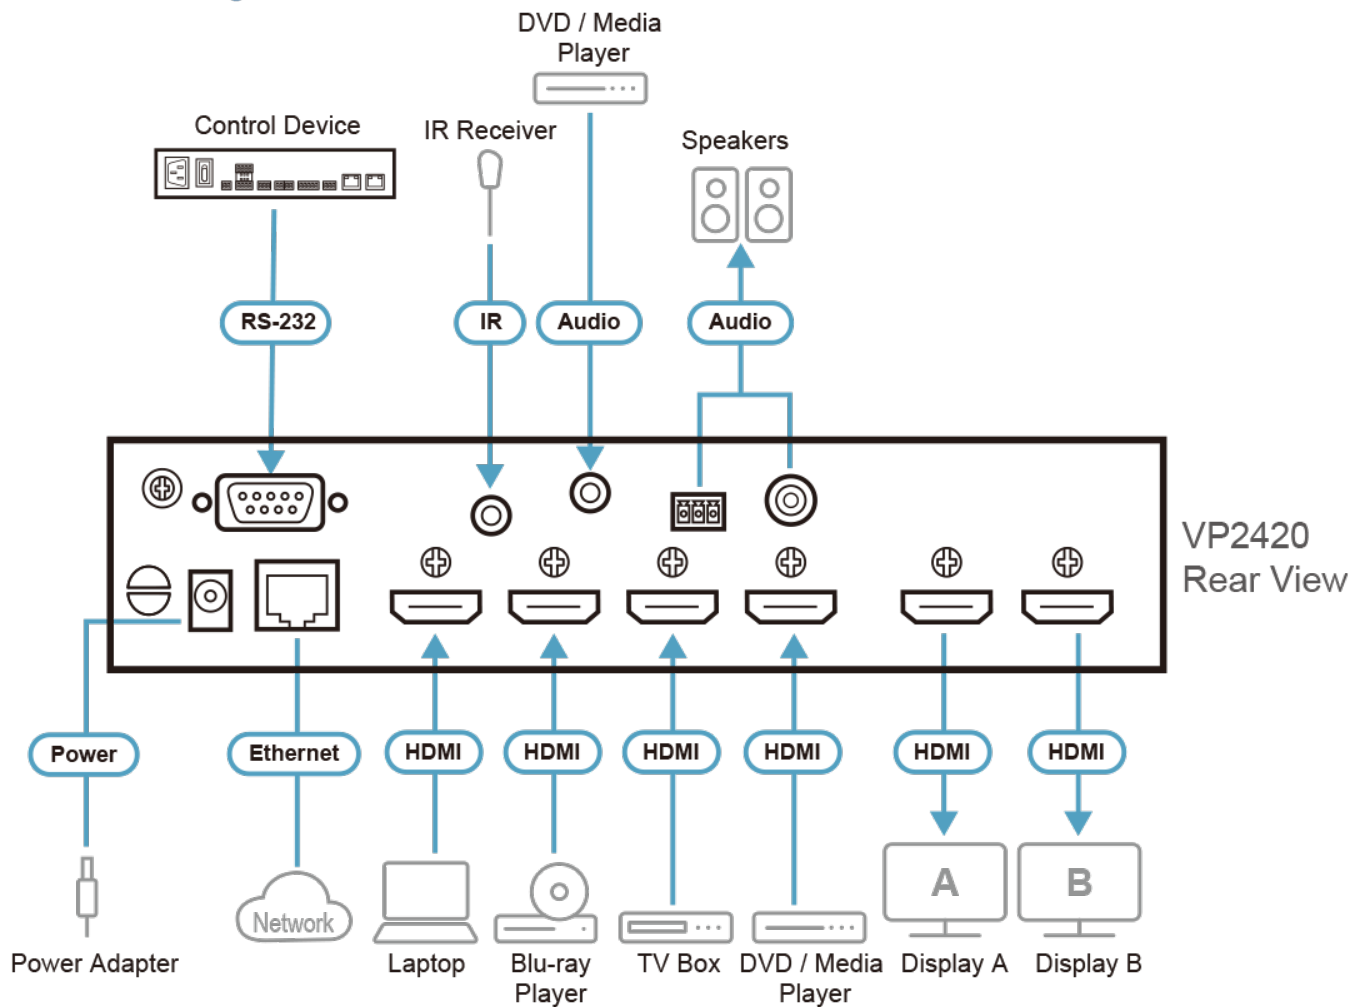 DVD / Media
Player
Control Device
IR Receiver
Speakers
RS-232
IR
Audio
Audio
VP2420
Rear View
Power
Ethernet
HDMI
HDMI
HDMI
HDMI
HDMI
HDMI
A
B
Network
Power Adapter
Laptop
Blu-ray
Player
TV Box
DVD / Media
Player
Display A
Display B